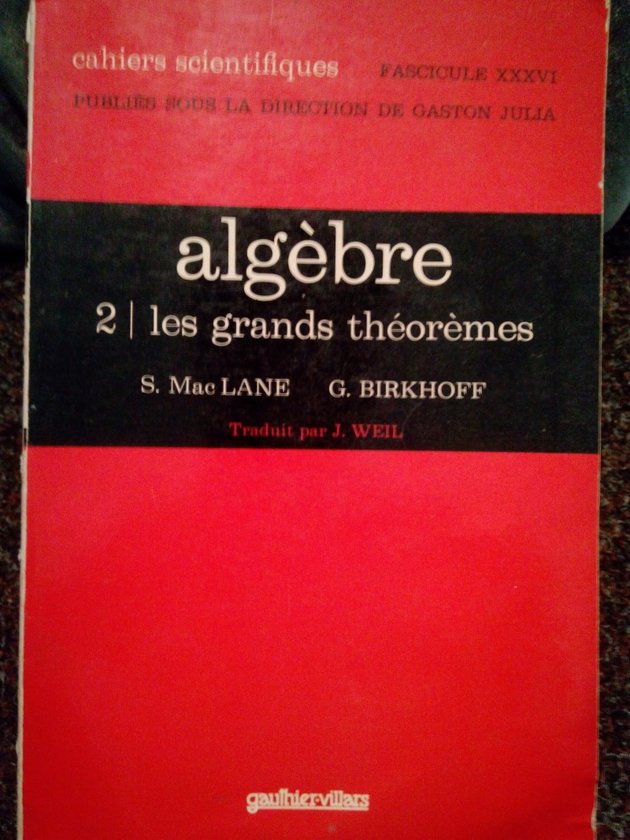 cahiers scientifiques FASCICULE XXXVI
PUBLIÉS SOUS LA DIRECTION DE GASTON JULIA
algèbre
2 | les grands théorèmes
S. Mac LANE G. BIRKHOFF
Traduit par J. WEIL
gauthier-villars